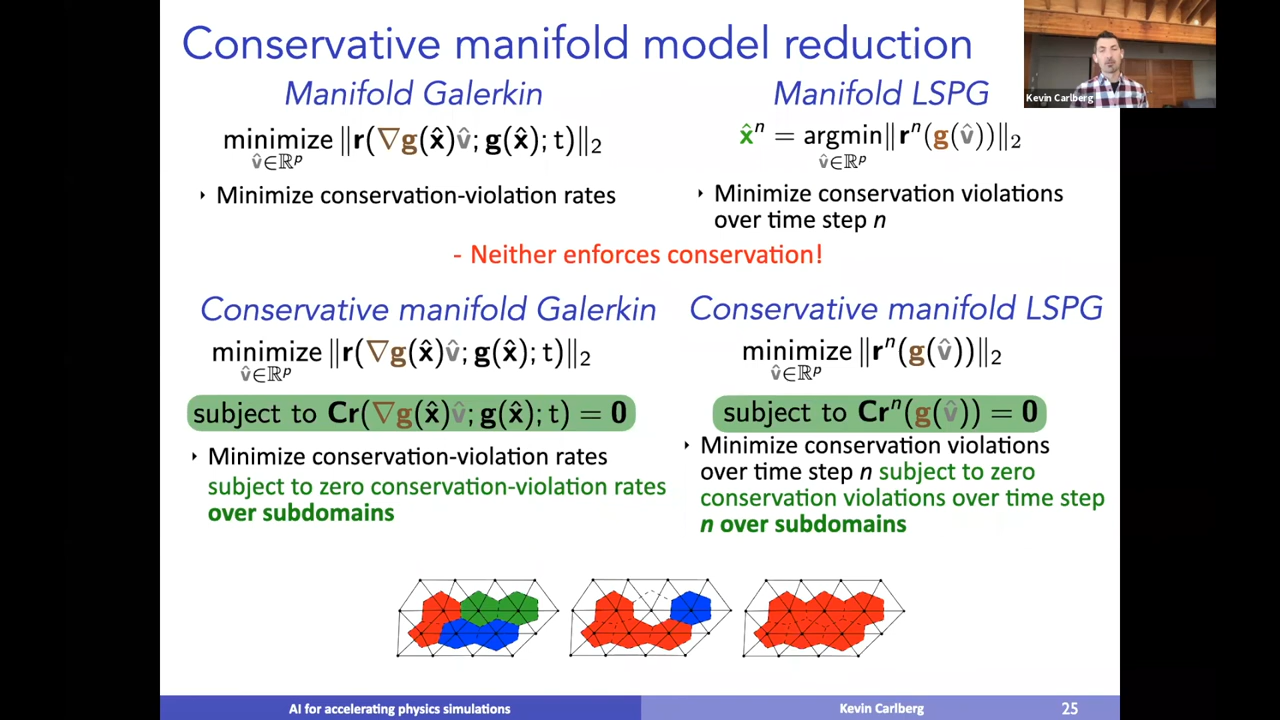 Conservative manifold model reduction
Kevin Carlberg
Manifold Galerkin
minimize ‖r(∇g(x̂)v̂; g(x̂); t)‖₂
v̂∈ℝᵖ
‣ Minimize conservation-violation rates
Manifold LSPG
x̂ⁿ = argmin‖rⁿ(g(v̂))‖₂
v̂∈ℝᵖ
‣ Minimize conservation violations
over time step n
- Neither enforces conservation!
Conservative manifold Galerkin
minimize ‖r(∇g(x̂)v̂; g(x̂); t)‖₂
v̂∈ℝᵖ
subject to Cr(∇g(x̂)v̂; g(x̂); t) = 0
‣ Minimize conservation-violation rates
subject to zero conservation-violation rates
over subdomains
Conservative manifold LSPG
minimize ‖rⁿ(g(v̂))‖₂
v̂∈ℝᵖ
subject to Crⁿ(g(v̂)) = 0
‣ Minimize conservation violations
over time step n subject to zero
conservation violations over time step
n over subdomains
AI for accelerating physics simulations
Kevin Carlberg
25